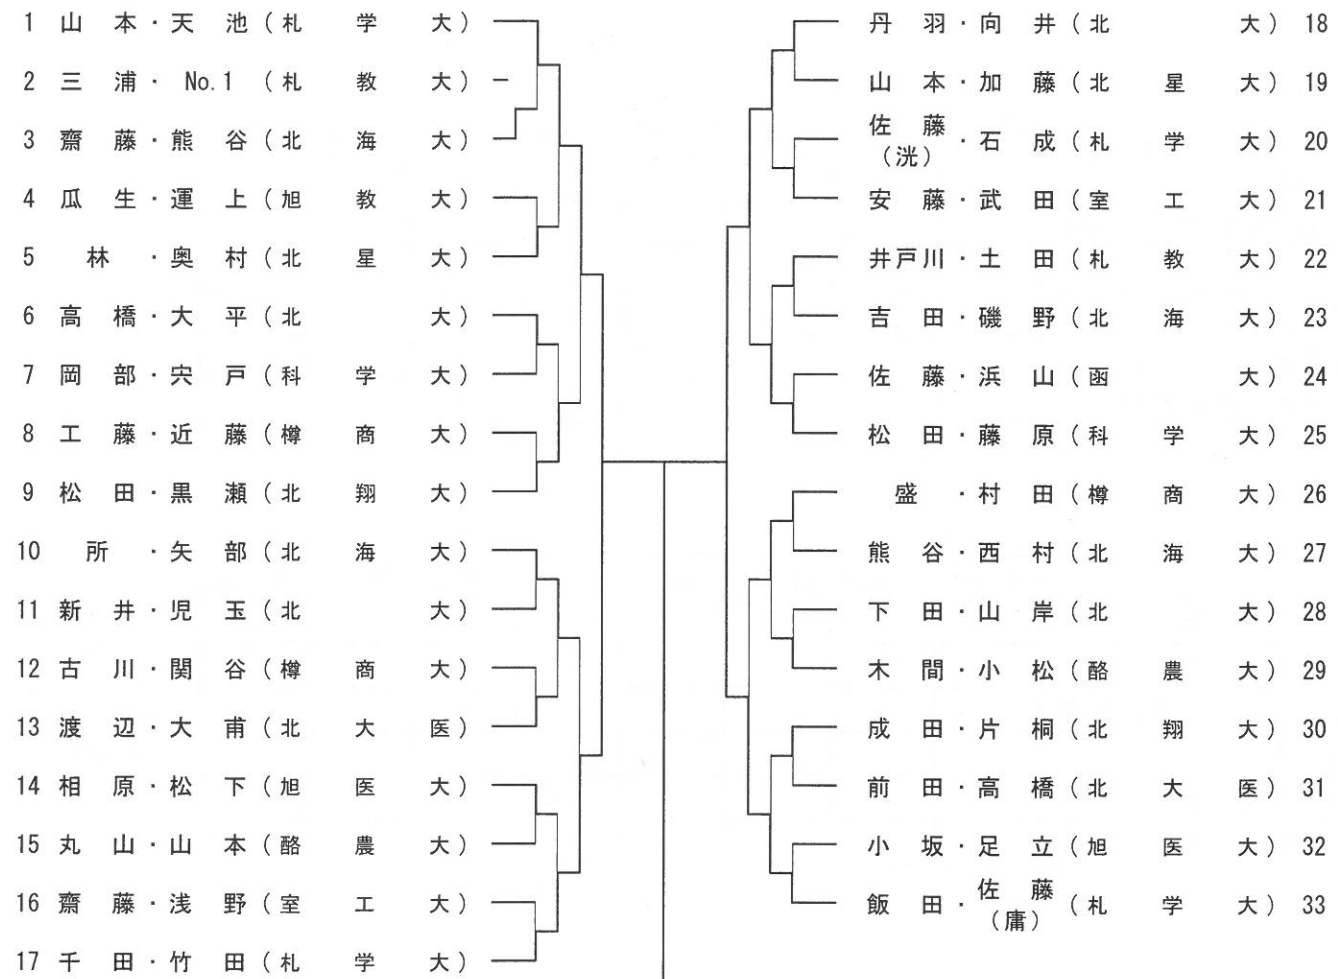 1 山本・天池(札学大)
2 三浦・No.1(札教大)
3 齋藤・熊谷(北海大)
4 瓜生・運上(旭教大)
5 林・奥村(北星大)
6 高橋・大平(北大)
7 岡部・宍戸(科学大)
8 工藤・近藤(樽商大)
9 松田・黒瀬(北翔大)
10 所・矢部(北海大)
11 新井・児玉(北大)
12 古川・関谷(樽商大)
13 渡辺・大甫(北大医)
14 相原・松下(旭医大)
15 丸山・山本(酪農大)
16 齋藤・浅野(室工大)
17 千田・竹田(札学大)
丹羽・向井(北大) 18
山本・加藤(北星大) 19
佐藤(洸)・石成(札学大) 20
安藤・武田(室工大) 21
井戸川・土田(札教大) 22
吉田・磯野(北海大) 23
佐藤・浜山(函大) 24
松田・藤原(科学大) 25
盛・村田(樽商大) 26
熊谷・西村(北海大) 27
下田・山岸(北大) 28
木間・小松(酪農大) 29
成田・片桐(北翔大) 30
前田・高橋(北大医) 31
小坂・足立(旭医大) 32
飯田・佐藤(庸)(札学大) 33